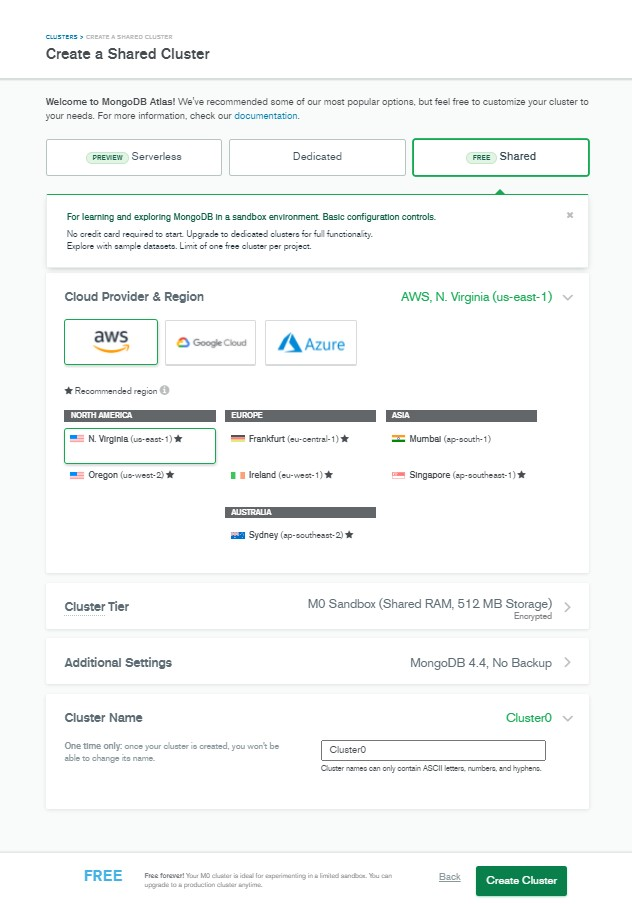 CLUSTERS > CREATE A SHARED CLUSTER
Create a Shared Cluster
Welcome to MongoDB Atlas! We've recommended some of our most popular options, but feel free to customize your cluster to
your needs. For more information, check our documentation.
PREVIEW Serverless
Dedicated
FREE Shared
For learning and exploring MongoDB in a sandbox environment. Basic configuration controls.
No credit card required to start. Upgrade to dedicated clusters for full functionality.
Explore with sample datasets. Limit of one free cluster per project.
Cloud Provider & Region
AWS, N. Virginia (us-east-1)
aws
Google Cloud
Azure
Recommended region
NORTH AMERICA
EUROPE
ASIA
N. Virginia (us-east-1)
Frankfurt (eu-central-1)
Mumbai (ap-south-1)
Oregon (us-west-2)
Ireland (eu-west-1)
Singapore (ap-southeast-1)
AUSTRALIA
Sydney (ap-southeast-2)
Cluster Tier
M0 Sandbox (Shared RAM, 512 MB Storage)
Encrypted
Additional Settings
MongoDB 4.4, No Backup
Cluster Name
Cluster0
One time only: once your cluster is created, you won't be
able to change its name.
Cluster0
Cluster names can only contain ASCII letters, numbers, and hyphens.
FREE
Free forever! Your M0 cluster is ideal for experimenting in a limited sandbox. You can
upgrade to a production cluster anytime.
Back
Create Cluster